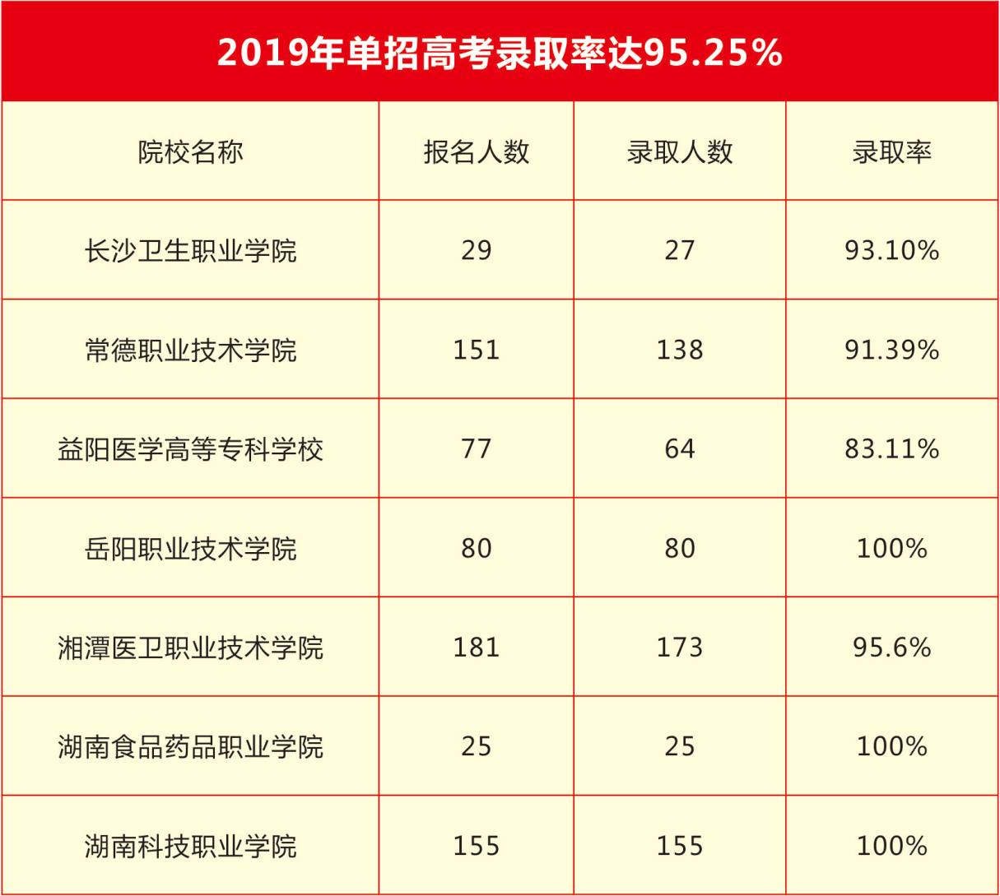 2019年单招高考录取率达95.25%
院校名称 报名人数 录取人数 录取率
长沙卫生职业学院 29 27 93.10%
常德职业技术学院 151 138 91.39%
益阳医学高等专科学校 77 64 83.11%
岳阳职业技术学院 80 80 100%
湘潭医卫职业技术学院 181 173 95.6%
湖南食品药品职业学院 25 25 100%
湖南科技职业学院 155 155 100%